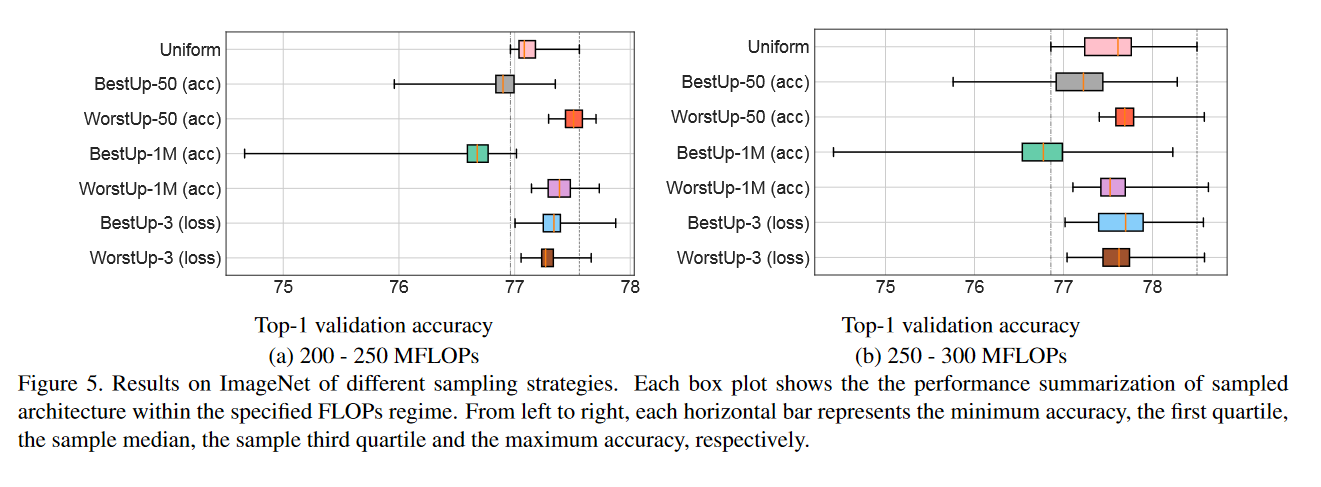 Uniform
BestUp-50 (acc)
WorstUp-50 (acc)
BestUp-1M (acc)
WorstUp-1M (acc)
BestUp-3 (loss)
WorstUp-3 (loss)
75 76 77 78
Top-1 validation accuracy
(a) 200 - 250 MFLOPs
Uniform
BestUp-50 (acc)
WorstUp-50 (acc)
BestUp-1M (acc)
WorstUp-1M (acc)
BestUp-3 (loss)
WorstUp-3 (loss)
75 76 77 78
Top-1 validation accuracy
(b) 250 - 300 MFLOPs
Figure 5. Results on ImageNet of different sampling strategies. Each box plot shows the the performance summarization of sampled
architecture within the specified FLOPs regime. From left to right, each horizontal bar represents the minimum accuracy, the first quartile,
the sample median, the sample third quartile and the maximum accuracy, respectively.